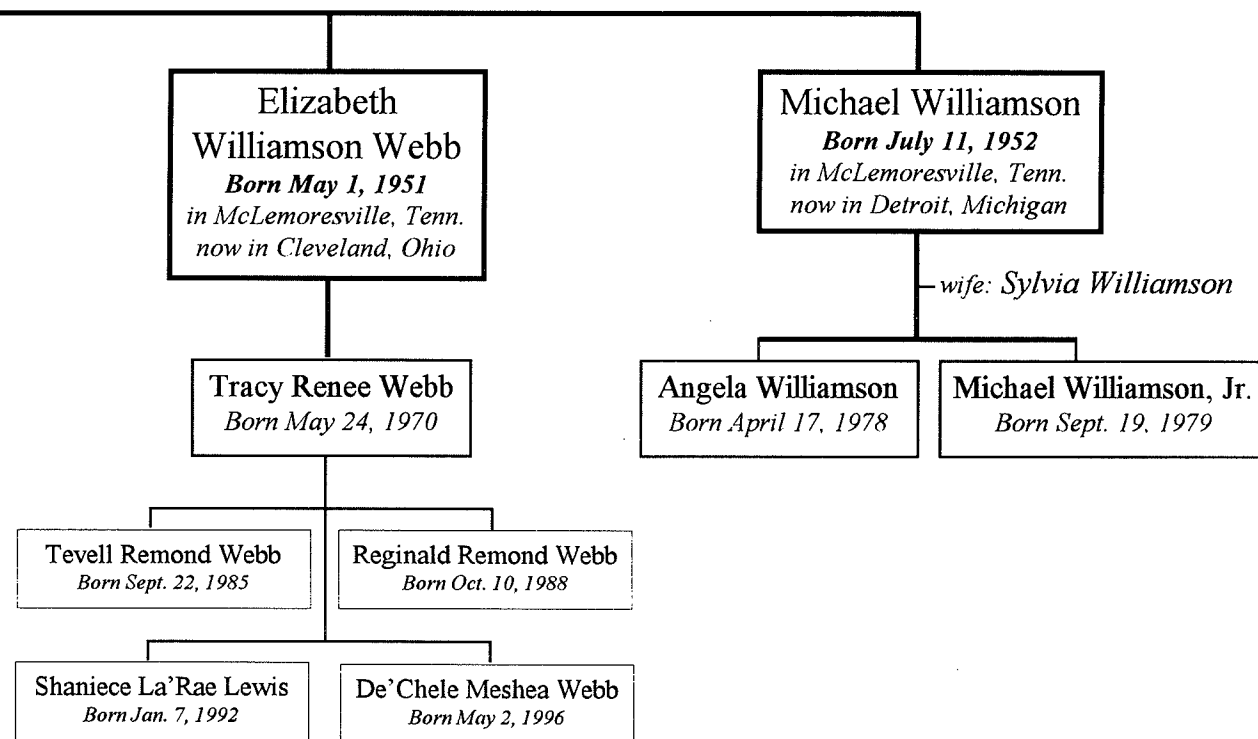 Elizabeth
Williamson Webb
Born May 1, 1951
in McLemoresville, Tenn.
now in Cleveland, Ohio
Michael Williamson
Born July 11, 1952
in McLemoresville, Tenn.
now in Detroit, Michigan
wife: Sylvia Williamson
Tracy Renee Webb
Born May 24, 1970
Angela Williamson
Born April 17, 1978
Michael Williamson, Jr.
Born Sept. 19, 1979
Tevell Remond Webb
Born Sept. 22, 1985
Reginald Remond Webb
Born Oct. 10, 1988
Shaniece La'Rae Lewis
Born Jan. 7, 1992
De'Chele Meshea Webb
Born May 2, 1996